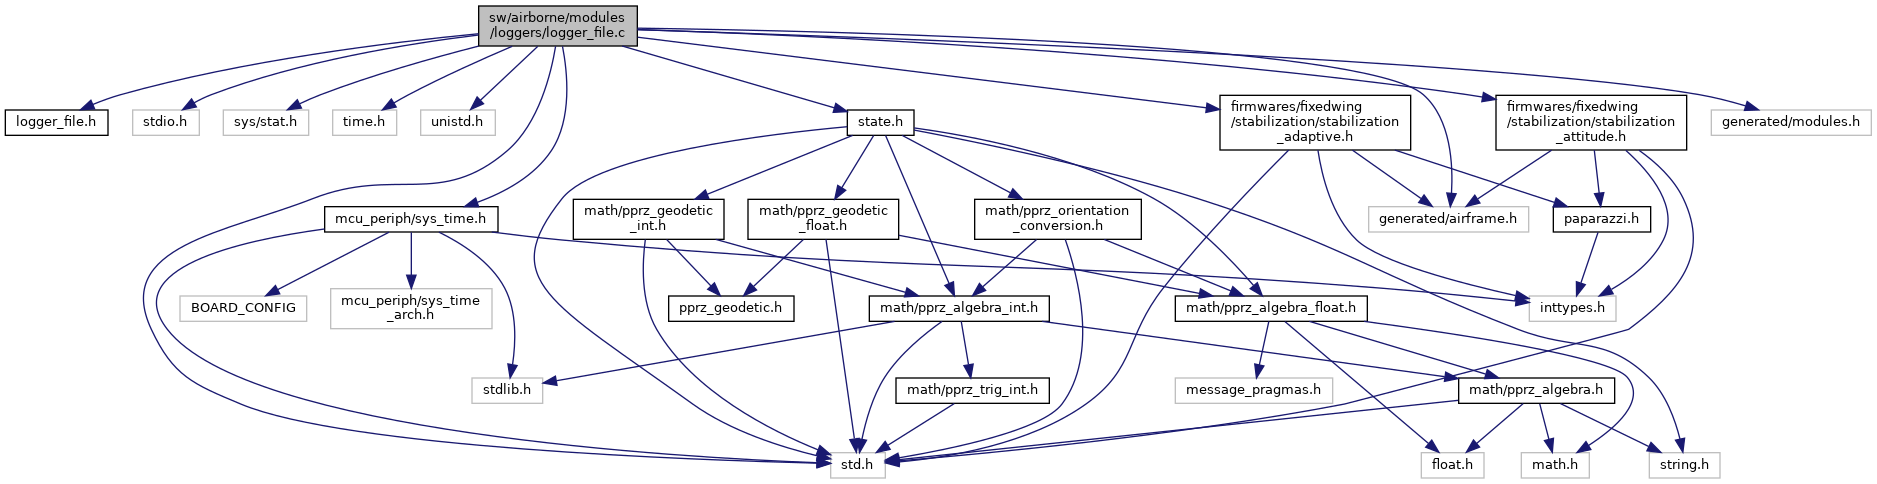 sw/airborne/modules
/loggers/logger_file.c
logger_file.h
stdio.h
sys/stat.h
time.h
unistd.h
state.h
firmwares/fixedwing
/stabilization/stabilization
_adaptive.h
firmwares/fixedwing
/stabilization/stabilization
_attitude.h
generated/modules.h
mcu_periph/sys_time.h
math/pprz_geodetic
_int.h
math/pprz_geodetic
_float.h
math/pprz_orientation
_conversion.h
generated/airframe.h
paparazzi.h
BOARD_CONFIG
mcu_periph/sys_time
_arch.h
pprz_geodetic.h
math/pprz_algebra_int.h
math/pprz_algebra_float.h
inttypes.h
stdlib.h
math/pprz_trig_int.h
message_pragmas.h
math/pprz_algebra.h
std.h
float.h
math.h
string.h